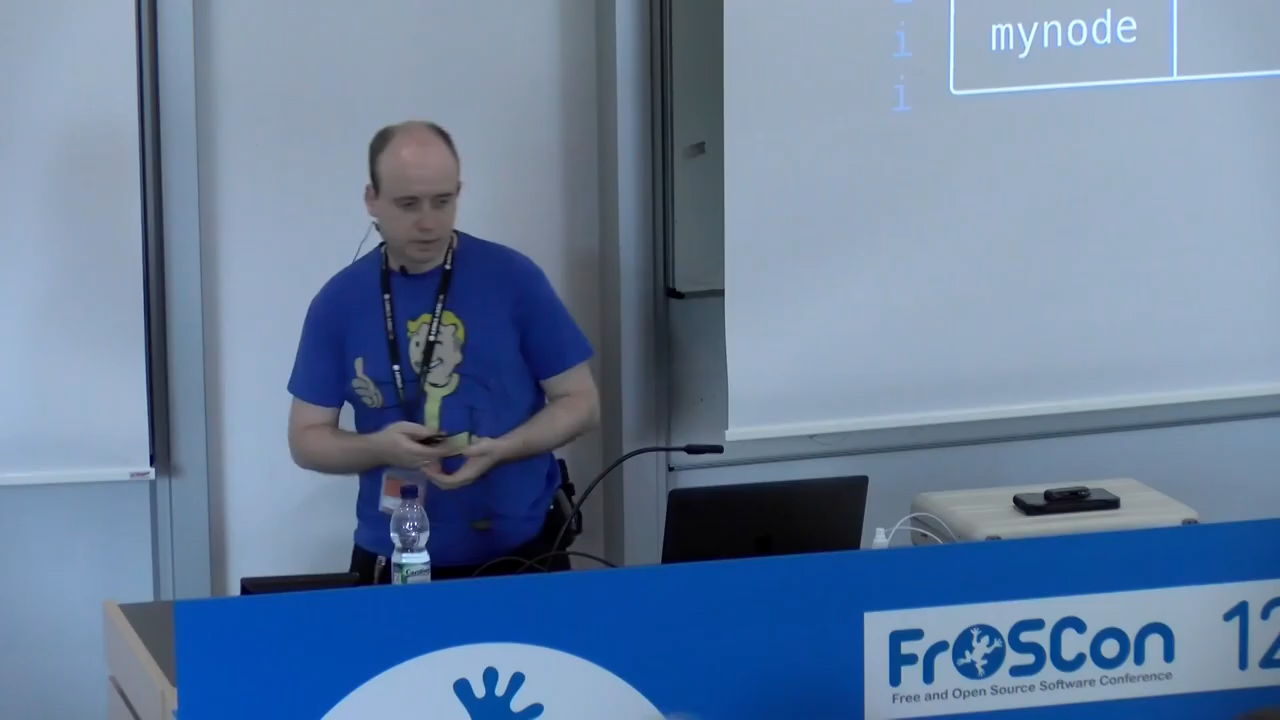 i
i
mynode
FrOSCon 12
Free and Open Source Software Conference